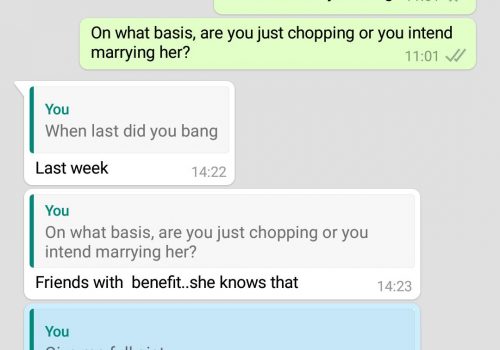 On what basis, are you just chopping or you intend
marrying her?
11:01
You
When last did you bang
Last week
14:22
You
On what basis, are you just chopping or you
intend marrying her?
Friends with benefit..she knows that
14:23
You